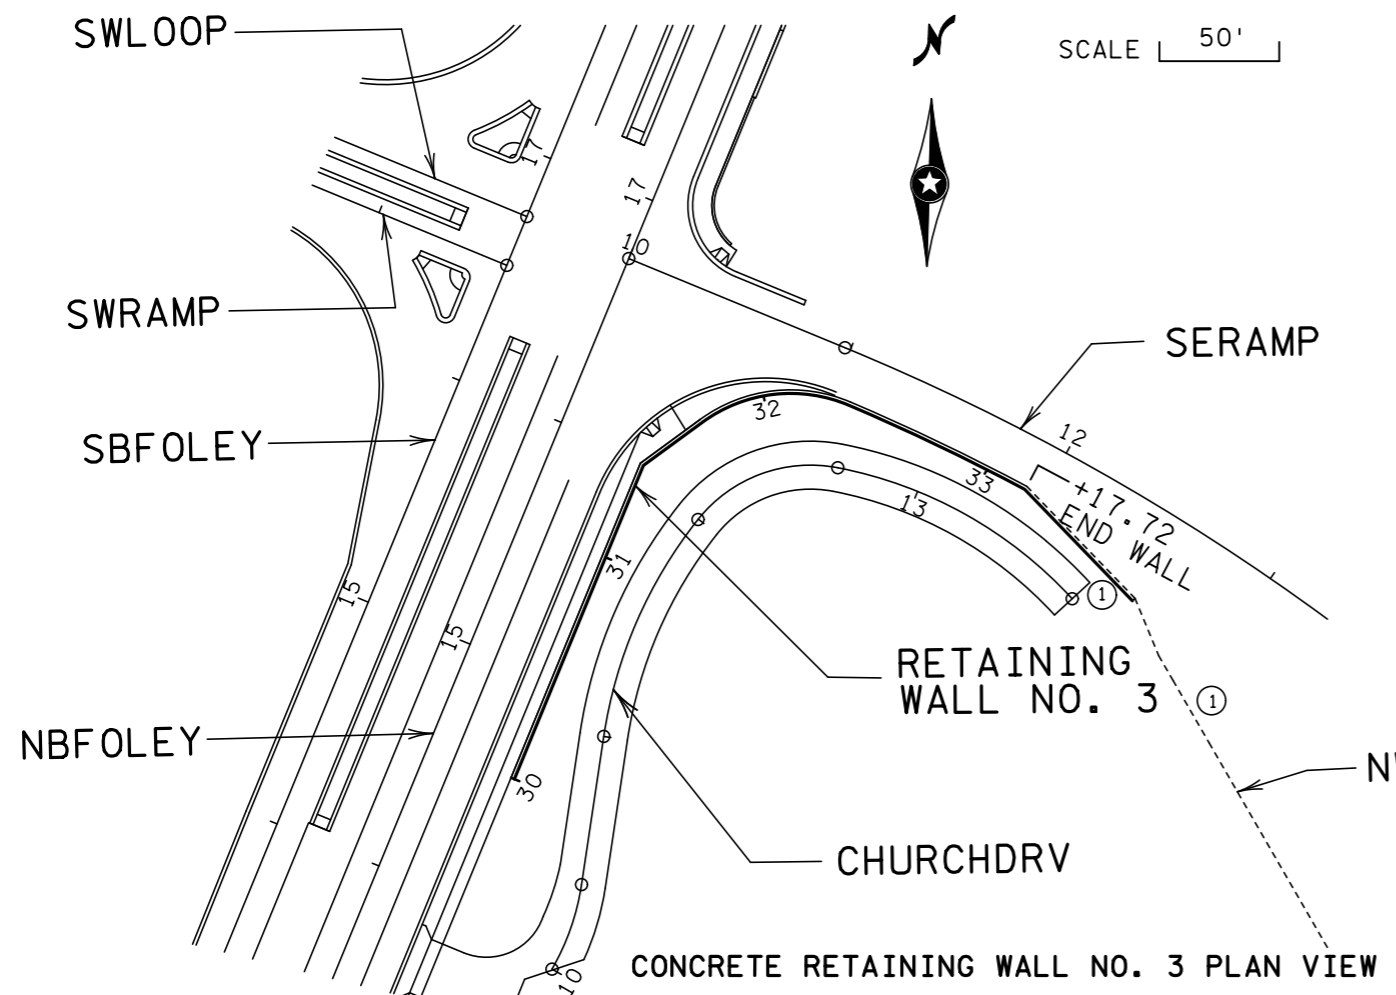 SWLOOP
N
SCALE 50'
17
17
10
SWRAMP
SERAMP
32
12
SBFOLEY
33
+17.72
END WALL
13
31
15
1
15
RETAINING
WALL NO. 3
1
NBFOLEY
30
CHURCHDRV
10
CONCRETE RETAINING WALL NO. 3 PLAN VIEW